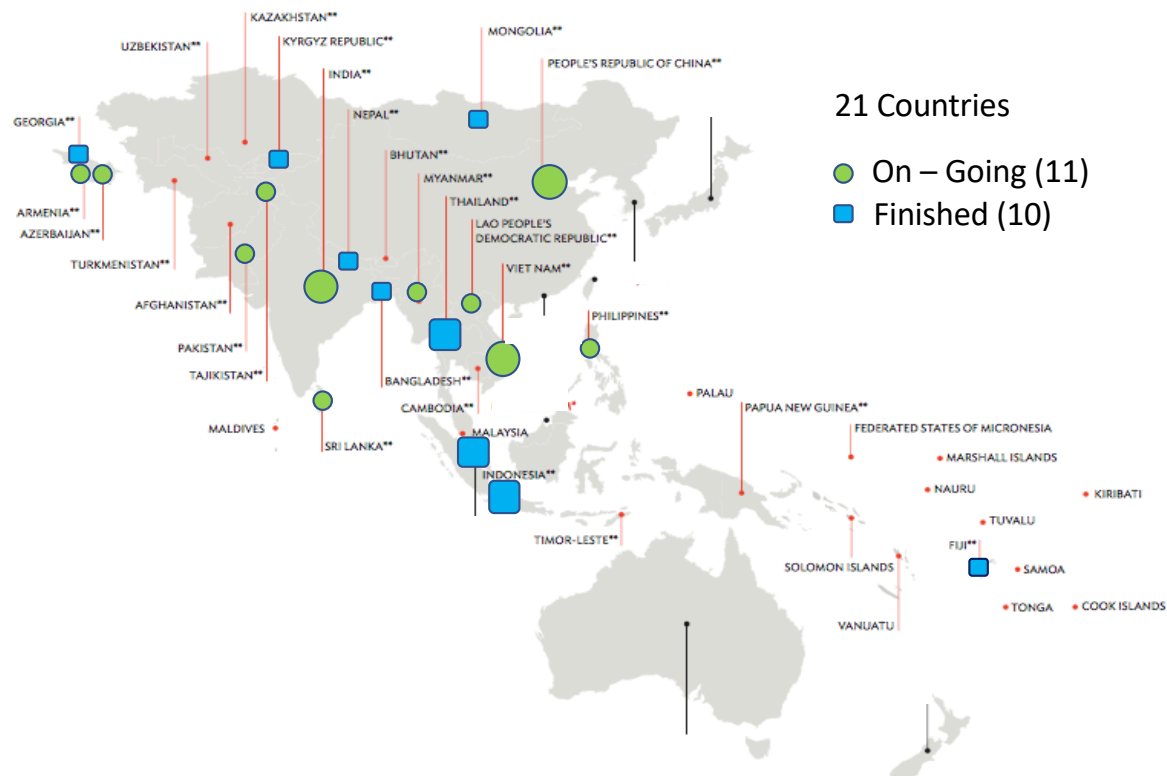 KAZAKHSTAN**
MONGOLIA**
UZBEKISTAN**
KYRGYZ REPUBLIC**
PEOPLE'S REPUBLIC OF CHINA**
INDIA**
21 Countries
NEPAL**
GEORGIA**
BHUTAN**
On – Going (11)
MYANMAR**
THAILAND**
ARMENIA**
Finished (10)
LAO PEOPLE'S
DEMOCRATIC REPUBLIC**
AZERBAIJAN**
TURKMENISTAN**
VIET NAM**
AFGHANISTAN**
PHILIPPINES**
PAKISTAN**
TAJIKISTAN**
BANGLADESH**
PALAU
CAMBODIA**
PAPUA NEW GUINEA**
MALDIVES
MALAYSIA
FEDERATED STATES OF MICRONESIA
SRI LANKA**
MARSHALL ISLANDS
INDONESIA**
NAURU
KIRIBATI
TUVALU
TIMOR-LESTE**
FIJI**
SOLOMON ISLANDS
SAMOA
TONGA
COOK ISLANDS
VANUATU